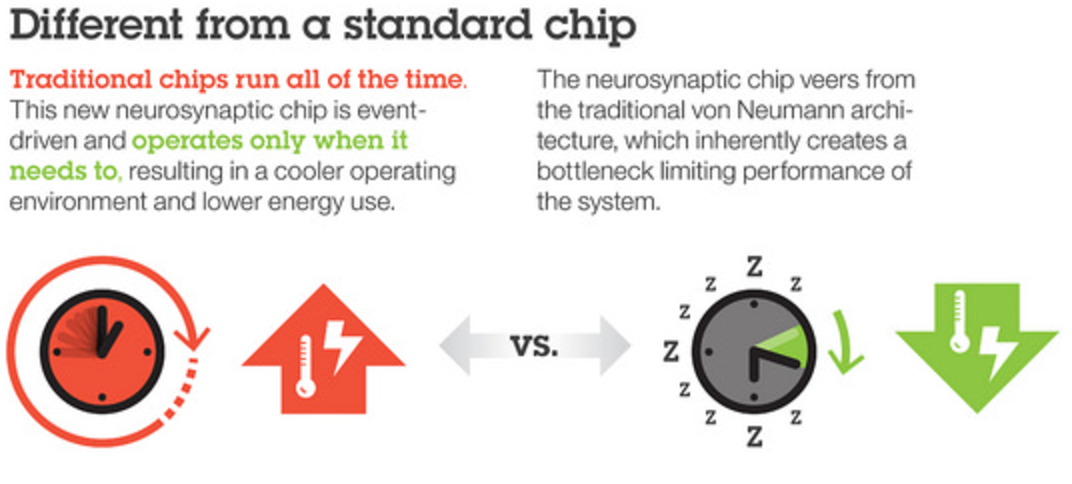 Different from a standard chip
Traditional chips run all of the time.
This new neurosynaptic chip is event-
driven and operates only when it
needs to, resulting in a cooler operating
environment and lower energy use.
The neurosynaptic chip veers from
the traditional von Neumann archi-
tecture, which inherently creates a
bottleneck limiting performance of
the system.
VS.
Z
Z
Z
Z
Z
Z
Z
Z
Z
Z